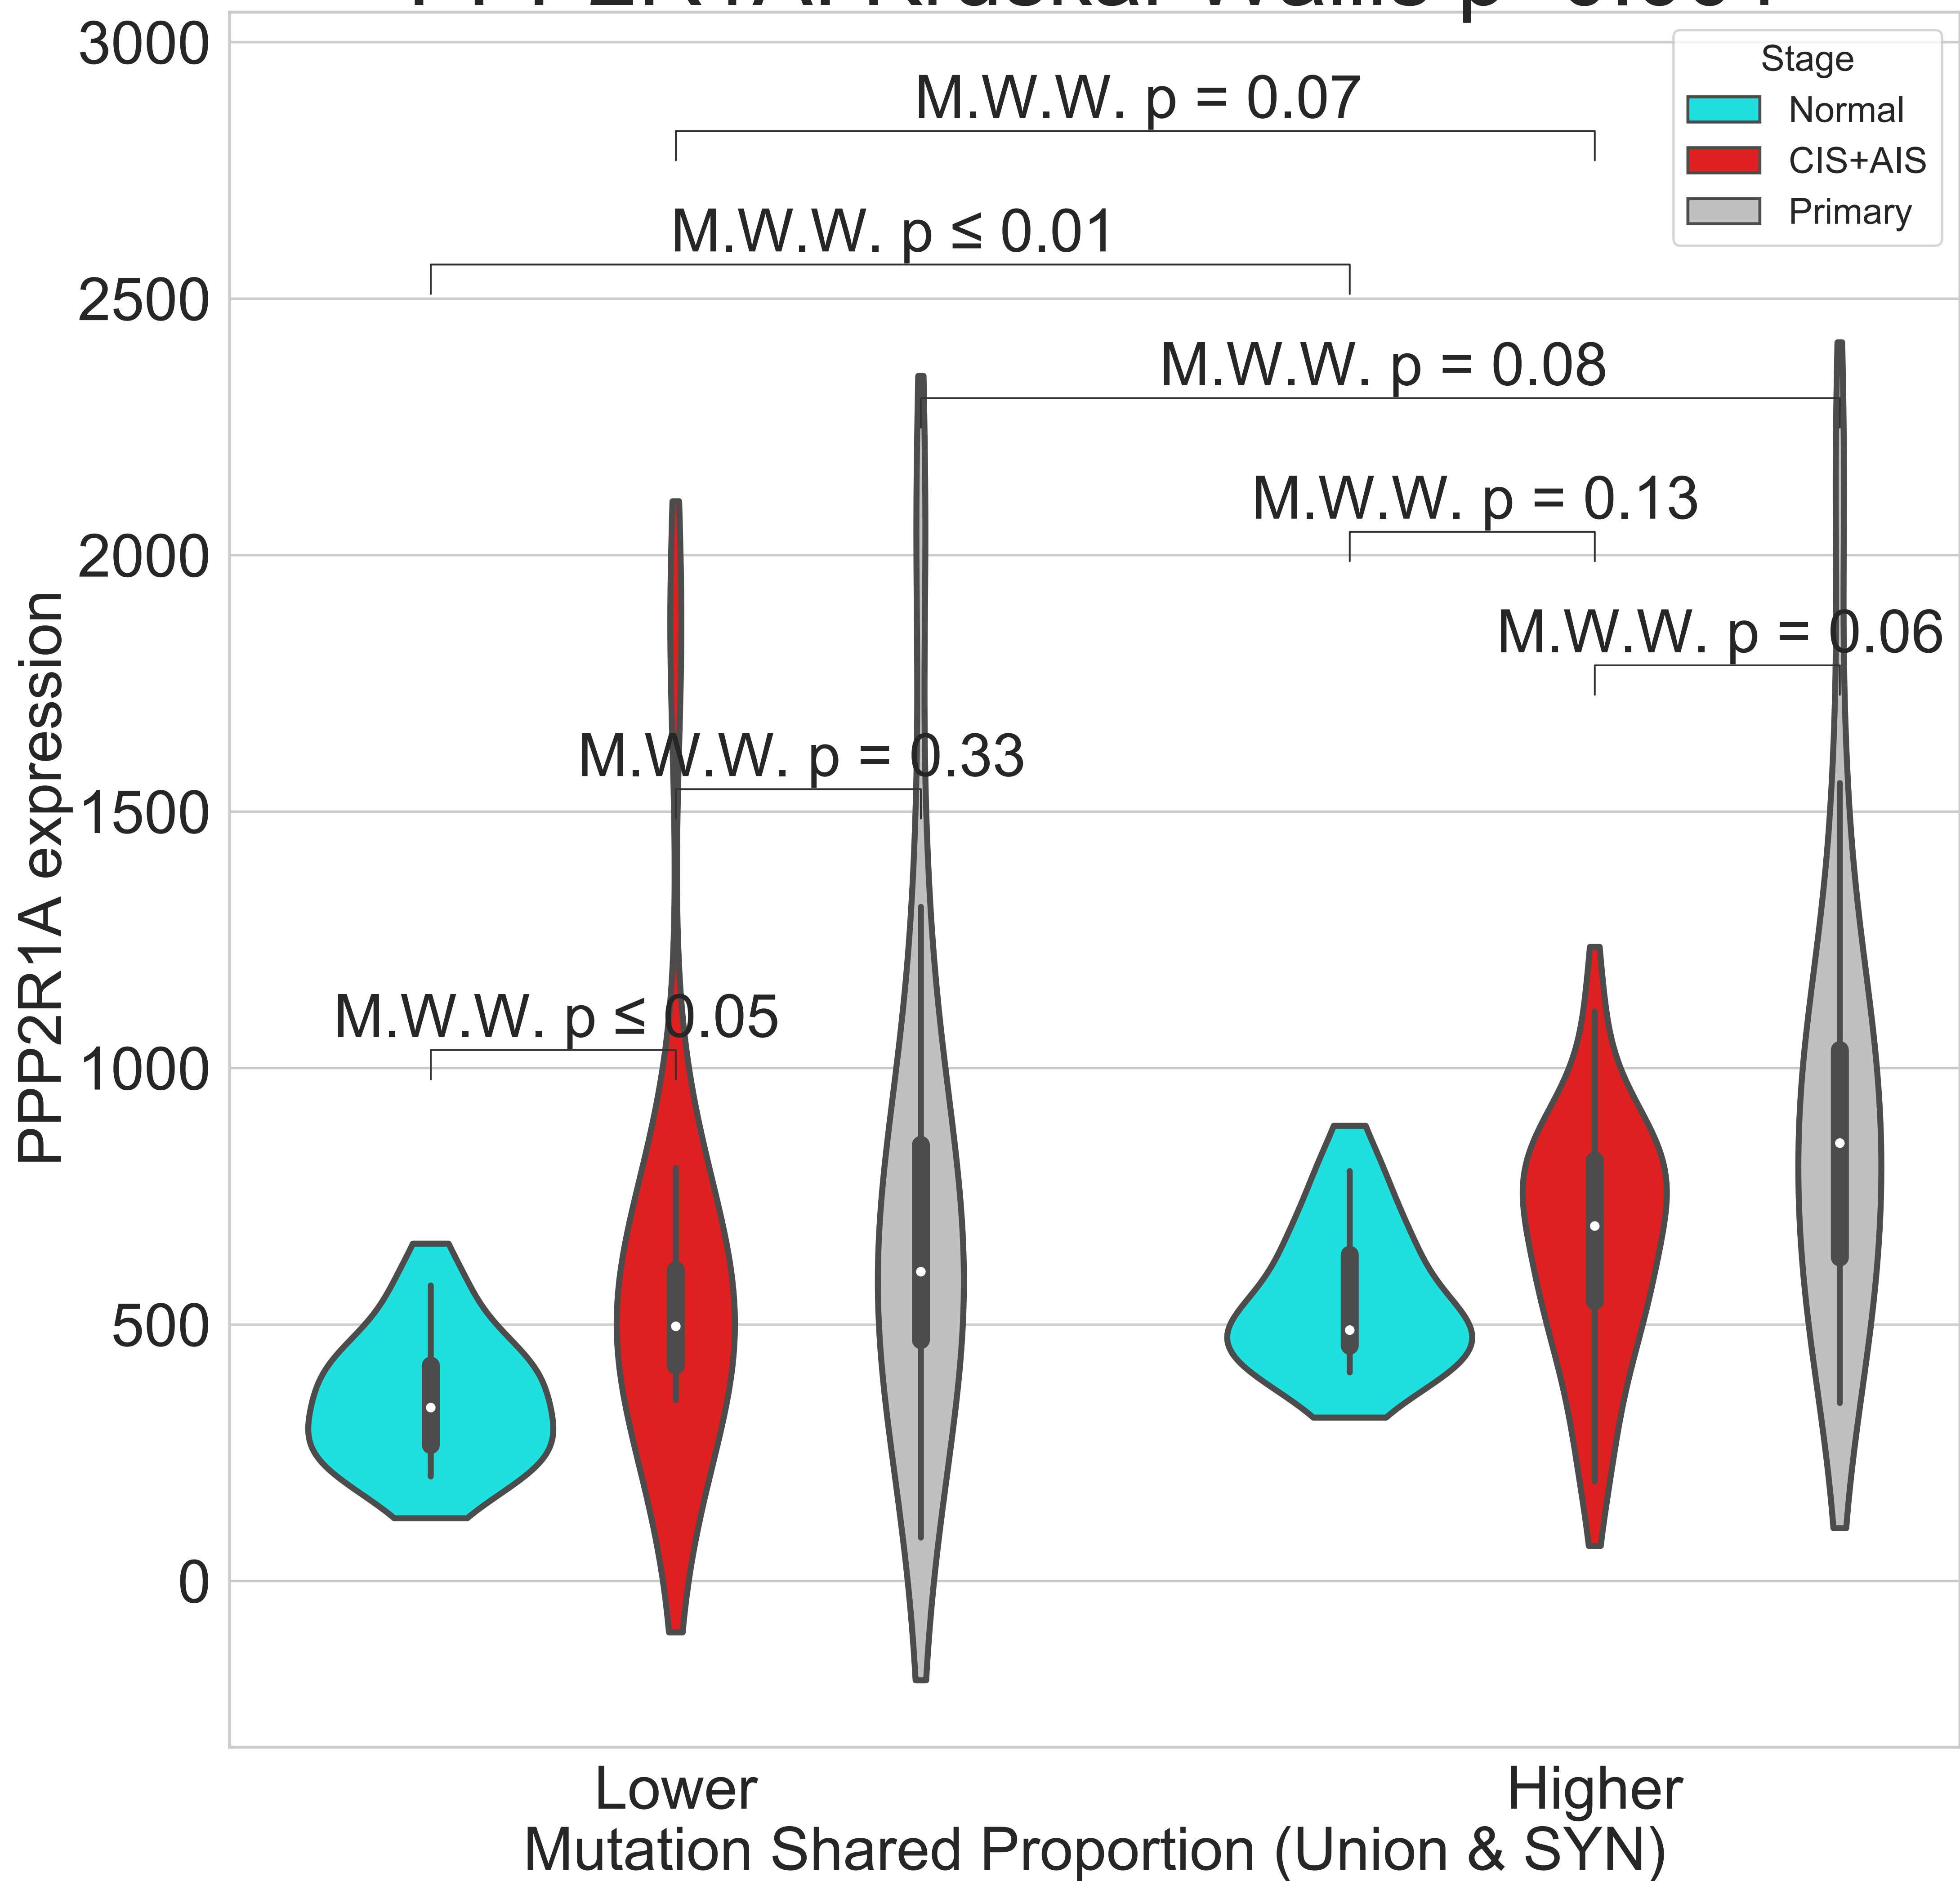 3000
2500
2000
1500
1000
500
0
PPP2R1A expression
M.W.W. p = 0.07
M.W.W. p ≤ 0.01
M.W.W. p = 0.08
M.W.W. p = 0.13
M.W.W. p = 0.06
M.W.W. p = 0.33
M.W.W. p ≤ 0.05
Stage
Normal
CIS+AIS
Primary
Lower
Higher
Mutation Shared Proportion (Union & SYN)